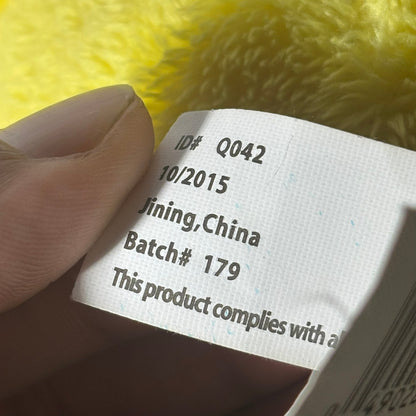 ID# Q042
10/2015
Jining,China
Batch# 179
This product complies with